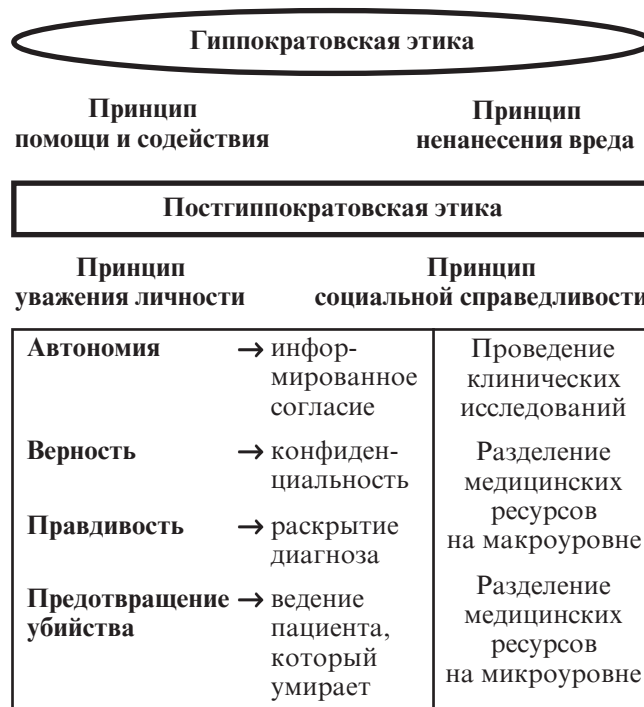 Гиппократовская этика
Принцип
помощи и содействия
Принцип
ненанесения вреда
Постгиппократовская этика
Принцип
уважения личности
Принцип
социальной справедливости
Автономия → инфор-
мированное
согласие
Верность → конфиден-
циальность
Правдивость → раскрытие
диагноза
Предотвращение → ведение
убийства пациента,
который
умирает
Проведение
клинических
исследований
Разделение
медицинских
ресурсов
на макроуровне
Разделение
медицинских
ресурсов
на микроуровне